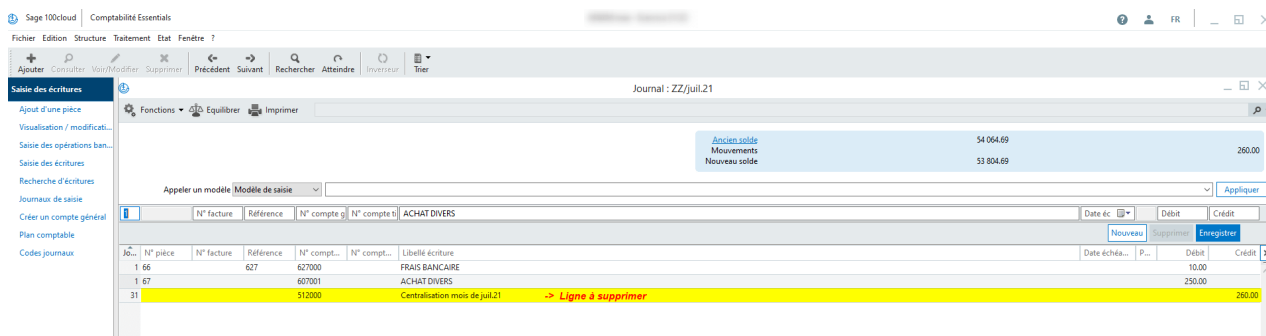 Sage 100cloud Comptabilité Essentials FR
Fichier Edition Structure Traitement Etat Fenêtre ?
Ajouter Consulter Voir/Modifier Supprimer Précédent Suivant Rechercher Atteindre Inverseur Trier
Saisie des écritures Journal : ZZ/juil.21
Ajout d'une pièce
Visualisation / modificati...
Saisie des opérations ban...
Saisie des écritures
Recherche d'écritures
Journaux de saisie
Créer un compte général
Plan comptable
Codes journaux
Fonctions Equilibrer Imprimer
Ancien solde 54 064.69
Mouvements 260.00
Nouveau solde 53 804.69
Appeler un modèle Modèle de saisie Appliquer
1 N° facture Référence N° compte g N° compte ti ACHAT DIVERS Date éc Débit Crédit
Nouveau Supprimer Enregistrer
Jo... N° pièce N° facture Référence N° compt... N° compt... Libellé écriture Date échéa... P... Débit Crédit
1 66 627 627000 FRAIS BANCAIRE 10.00
1 67 607001 ACHAT DIVERS 250.00
31 512000 Centralisation mois de juil.21 -> Ligne à supprimer 260.00